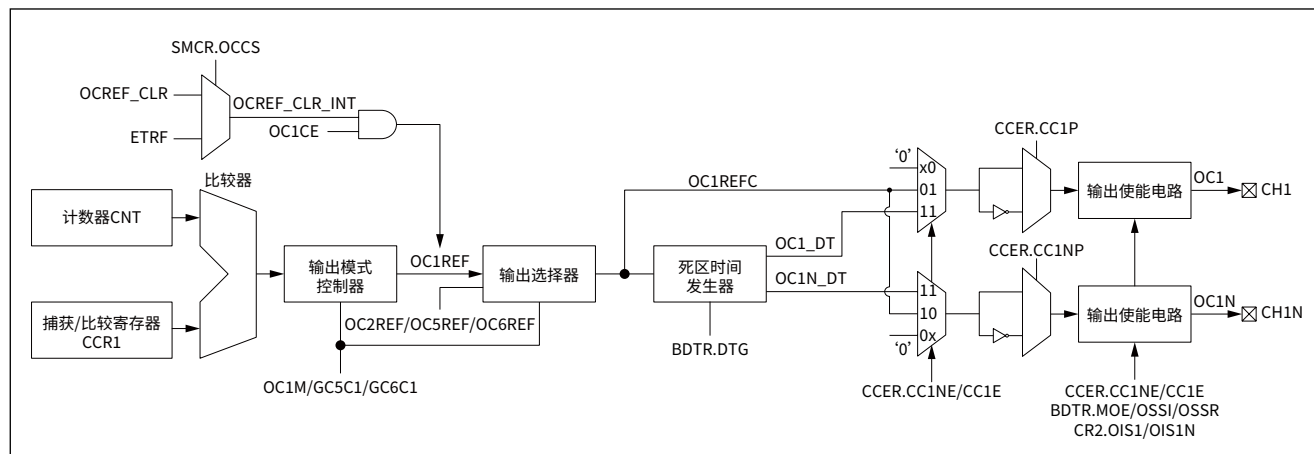 SMCR.OCCS
OCREF_CLR
OCREF_CLR_INT
OC1CE
ETRF
比较器
计数器CNT
捕获/比较寄存器
CCR1
输出模式
控制器
OC1REF
输出选择器
OC2REF/OC5REF/OC6REF
OC1M/GC5C1/GC6C1
OC1REFC
死区时间
发生器
OC1_DT
OC1N_DT
BDTR.DTG
‘0’
x0
01
11
11
10
0x
‘0’
CCER.CC1NE/CC1E
CCER.CC1P
CCER.CC1NP
输出使能电路
OC1
CH1
输出使能电路
OC1N
CH1N
CCER.CC1NE/CC1E
BDTR.MOE/OSSI/OSSR
CR2.OIS1/OIS1N